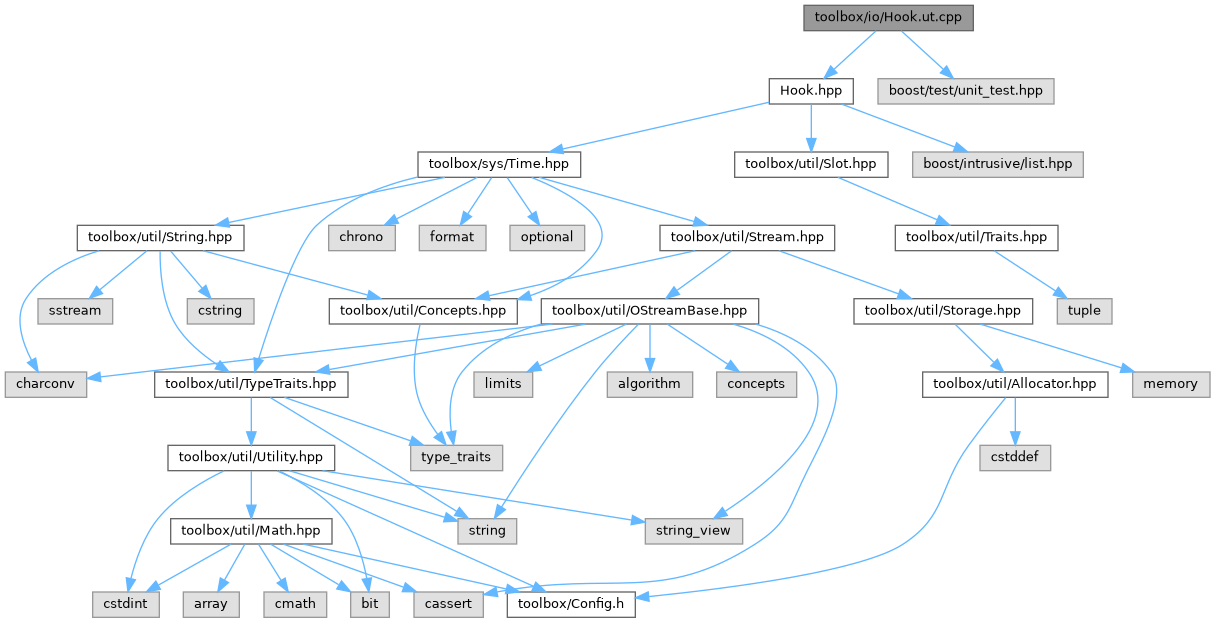 toolbox/io/Hook.ut.cpp
Hook.hpp
boost/test/unit_test.hpp
toolbox/sys/Time.hpp
toolbox/util/Slot.hpp
boost/intrusive/list.hpp
toolbox/util/String.hpp
chrono
format
optional
toolbox/util/Stream.hpp
toolbox/util/Traits.hpp
sstream
cstring
toolbox/util/Concepts.hpp
toolbox/util/OStreamBase.hpp
toolbox/util/Storage.hpp
tuple
charconv
toolbox/util/TypeTraits.hpp
limits
algorithm
concepts
toolbox/util/Allocator.hpp
memory
toolbox/util/Utility.hpp
type_traits
cstddef
toolbox/util/Math.hpp
string
string_view
cstdint
array
cmath
bit
cassert
toolbox/Config.h